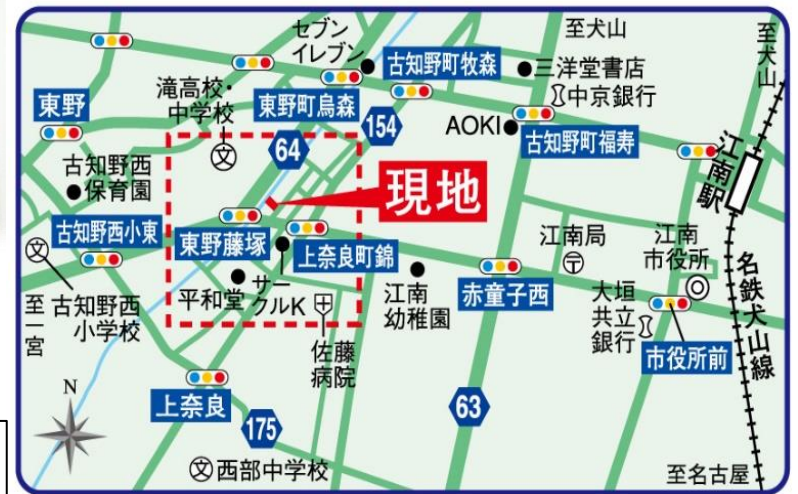 セブン
イレブン
古知野町牧森
至犬山
三洋堂書店
中京銀行
至犬山
滝高校・
中学校
東野
東野町烏森
154
AOKI
古知野町福寿
江南駅
文
64
現地
古知野西
保育園
古知野西小東
東野藤塚
上奈良町錦
江南局
〒
江南
市役所
文
古知野西
小学校
至一宮
平和堂
サー
クルK
江南
幼稚園
赤童子西
大垣
共立
銀行
市役所前
名鉄犬山線
佐藤
病院
N
上奈良
175
63
文西部中学校
至名古屋